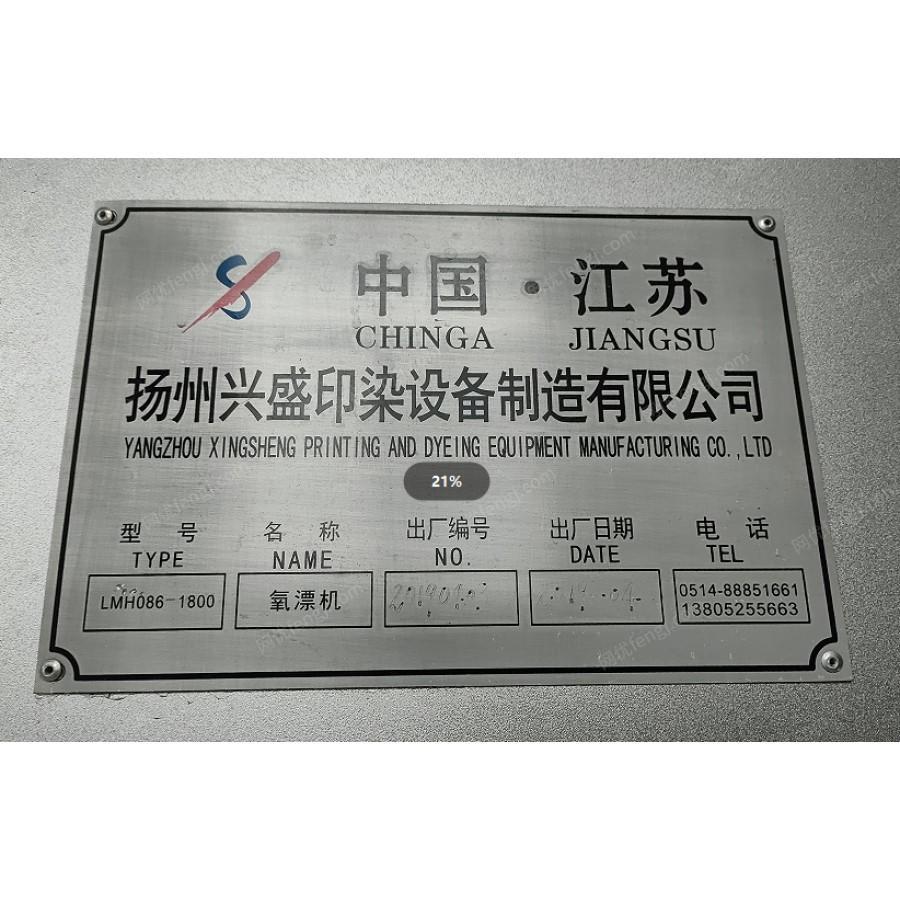 中国·江苏
CHINGA JIANGSU
扬州兴盛印染设备制造有限公司
YANGZHOU XINGSHENG PRINTING AND DYEING EQUIPMENT MANUFACTURING CO.,LTD
21%
型号 名称 出厂编号 出厂日期 电话
TYPE NAME NO. DATE TEL
LMH086-1800 氧漂机 0514-88851661
13805255663